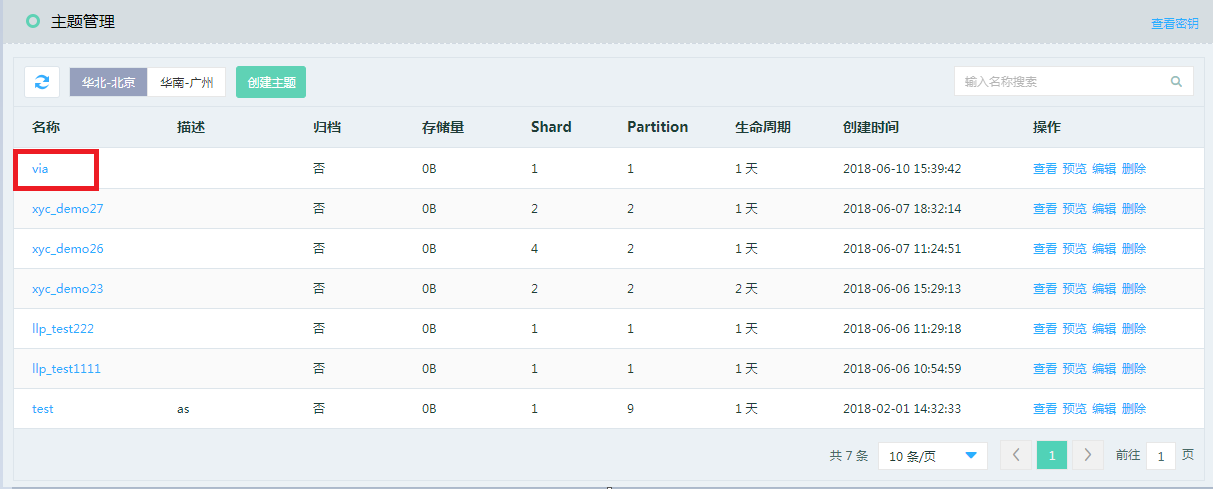 主题管理
查看密钥
华北-北京 华南-广州 创建主题 输入名称搜索
名称 描述 归档 存储量 Shard Partition 生命周期 创建时间 操作
via 否 0B 1 1 1 天 2018-06-10 15:39:42 查看 预览 编辑 删除
xyc_demo27 否 0B 2 2 1 天 2018-06-07 18:32:14 查看 预览 编辑 删除
xyc_demo26 否 0B 4 2 1 天 2018-06-07 11:24:51 查看 预览 编辑 删除
xyc_demo23 否 0B 2 2 2 天 2018-06-06 15:29:13 查看 预览 编辑 删除
llp_test222 否 0B 1 1 1 天 2018-06-06 11:29:18 查看 预览 编辑 删除
llp_test1111 否 0B 1 1 1 天 2018-06-06 10:54:59 查看 预览 编辑 删除
test as 否 0B 1 9 1 天 2018-02-01 14:32:33 查看 预览 编辑 删除
共 7 条 10 条/页 1 前往 1 页